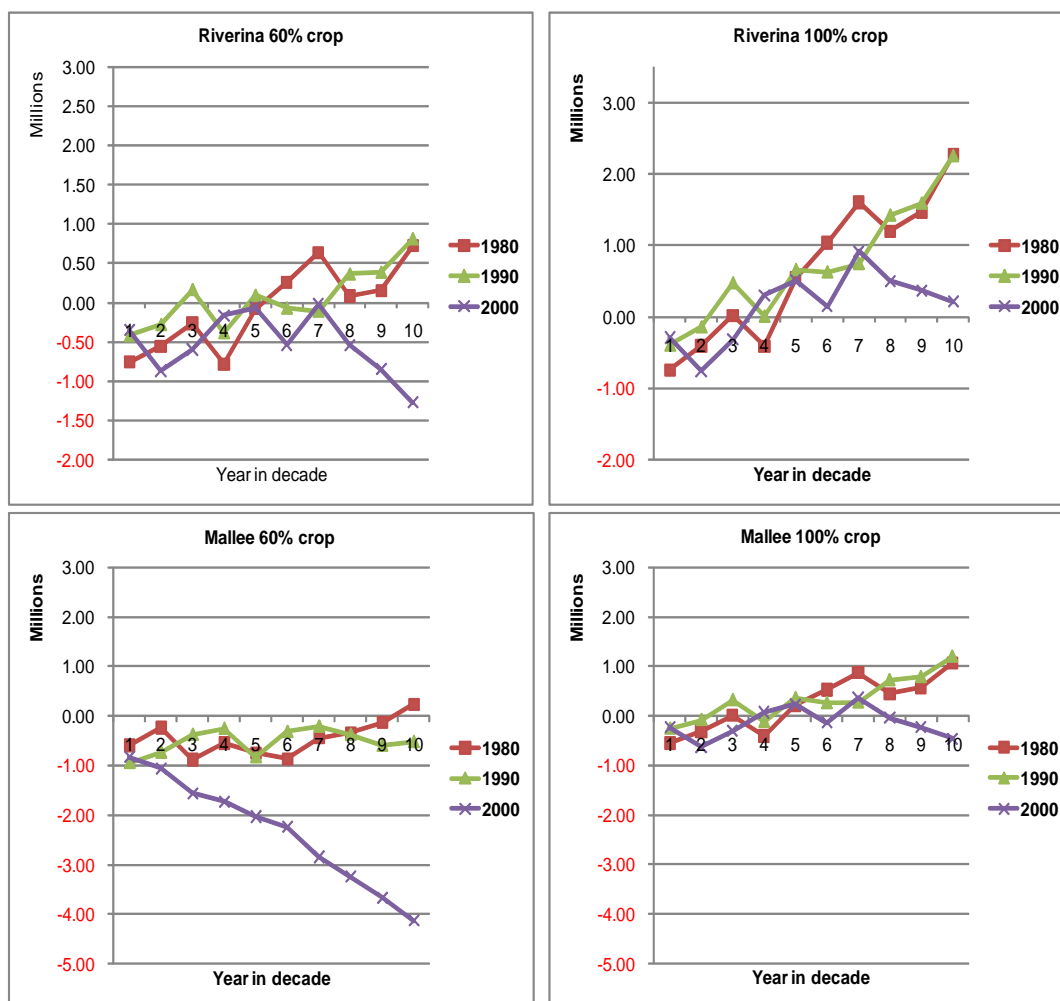 Riverina 60% crop
Millions
3.00
2.50
2.00
1.50
1.00
0.50
0.00
-0.50
-1.00
-1.50
-2.00
1 2 3 4 5 6 7 8 9 10
Year in decade
1980
1990
2000
Riverina 100% crop
Millions
3.00
2.00
1.00
0.00
-1.00
-2.00
1 2 3 4 5 6 7 8 9 10
Year in decade
1980
1990
2000
Mallee 60% crop
Millions
3.00
2.00
1.00
0.00
-1.00
-2.00
-3.00
-4.00
-5.00
1 2 3 4 5 6 7 8 9 10
Year in decade
1980
1990
2000
Mallee 100% crop
Millions
3.00
2.00
1.00
0.00
-1.00
-2.00
-3.00
-4.00
-5.00
1 2 3 4 5 6 7 8 9 10
Year in decade
1980
1990
2000